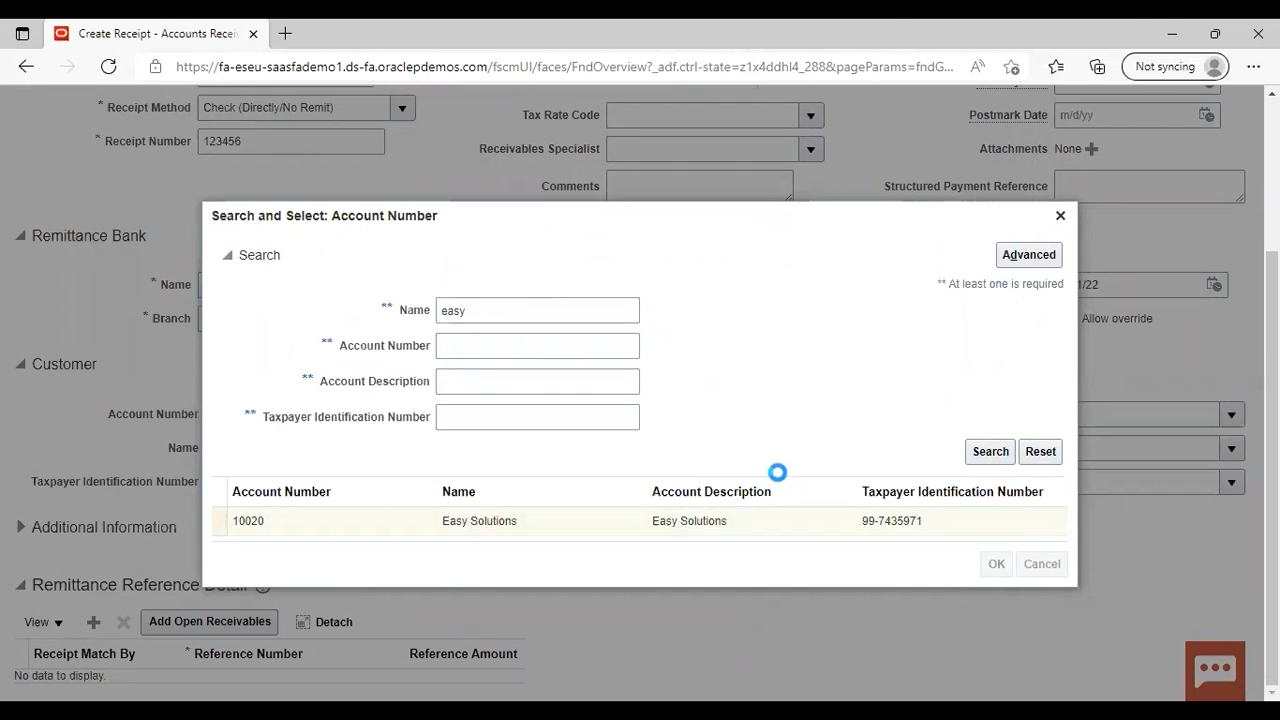 Create Receipt - Accounts Recei
https://fa-eseu-saasfademo1.ds-fa.oraclepdemos.com/fscmUI/faces/FndOverview?_adf.ctrl-state=z1x4ddhl4_288&pageParams=fndG...
Not syncing
* Receipt Method Check (Directly/No Remit)
Tax Rate Code
Postmark Date m/d/yy
* Receipt Number 123456
Receivables Specialist
Attachments None
Comments
Structured Payment Reference
Search and Select: Account Number
Remittance Bank
Search
Advanced
** At least one is required
* Name
1/22
** Name easy
* Branch
Allow override
** Account Number
Customer
** Account Description
Account Number
** Taxpayer Identification Number
Name
Search Reset
Taxpayer Identification Number
Account Number Name Account Description Taxpayer Identification Number
10020 Easy Solutions Easy Solutions 99-7435971
Additional Information
OK Cancel
Remittance Reference Detail
View Add Open Receivables Detach
Receipt Match By * Reference Number Reference Amount
No data to display.